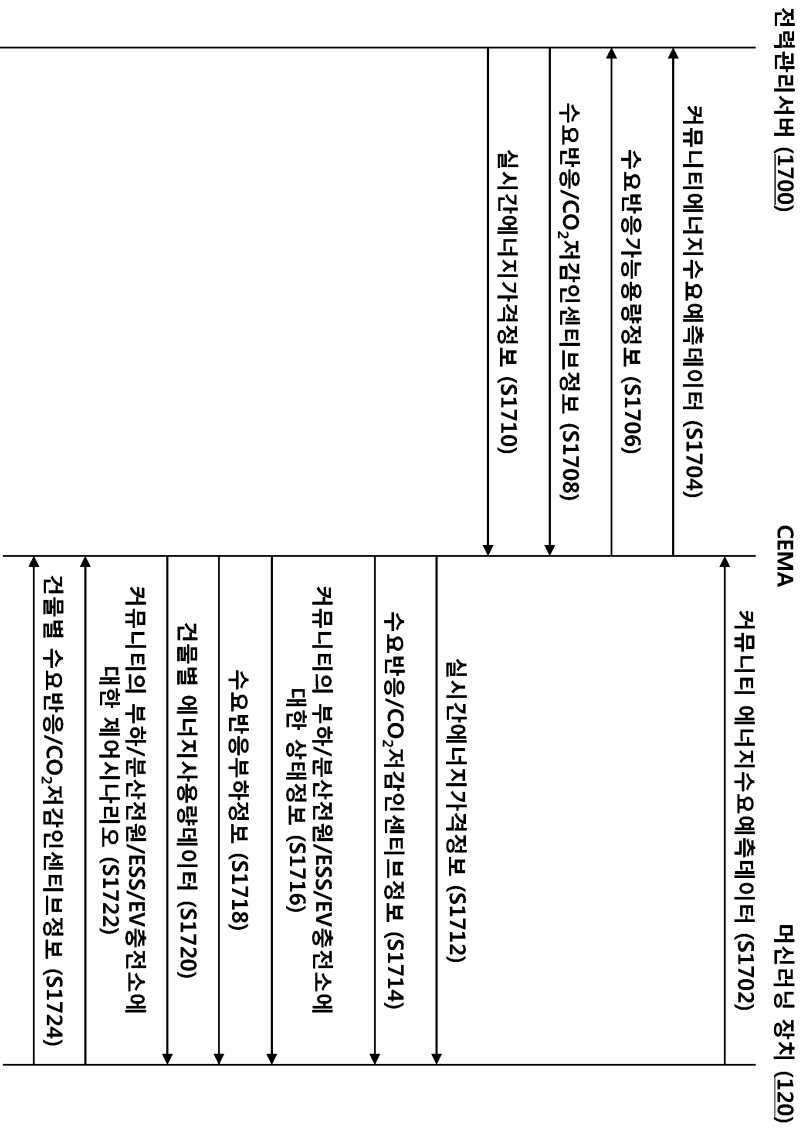 전력관리서버 (1700)
CEMA
머신러닝 장치 (120)
커뮤니티 에너지수요예측데이터 (S1702)
커뮤니티에너지수요예측데이터 (S1704)
수요반응가능용량정보 (S1706)
수요반응/CO₂저감인센티브정보 (S1708)
실시간에너지가격정보 (S1710)
실시간에너지가격정보 (S1712)
수요반응/CO₂저감인센티브정보 (S1714)
커뮤니티의 부하/분산전원/ESS/EV충전소에
대한 상태정보 (S1716)
수요반응부하정보 (S1718)
건물별 에너지사용량데이터 (S1720)
커뮤니티의 부하/분산전원/ESS/EV충전소에
대한 제어시나리오 (S1722)
건물별 수요반응/CO₂저감인센티브정보 (S1724)